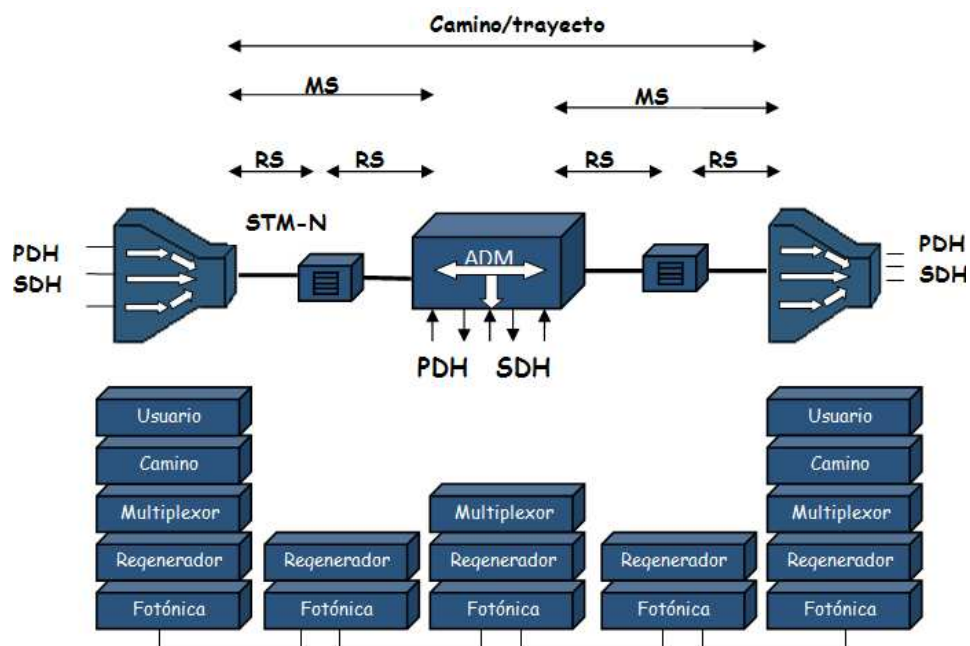 Camino/trayecto
MS
MS
RS
RS
RS
RS
STM-N
PDH
SDH
ADM
PDH
SDH
PDH SDH
Usuario
Camino
Multiplexor
Regenerador
Fotónica
Regenerador
Fotónica
Multiplexor
Regenerador
Fotónica
Regenerador
Fotónica
Usuario
Camino
Multiplexor
Regenerador
Fotónica